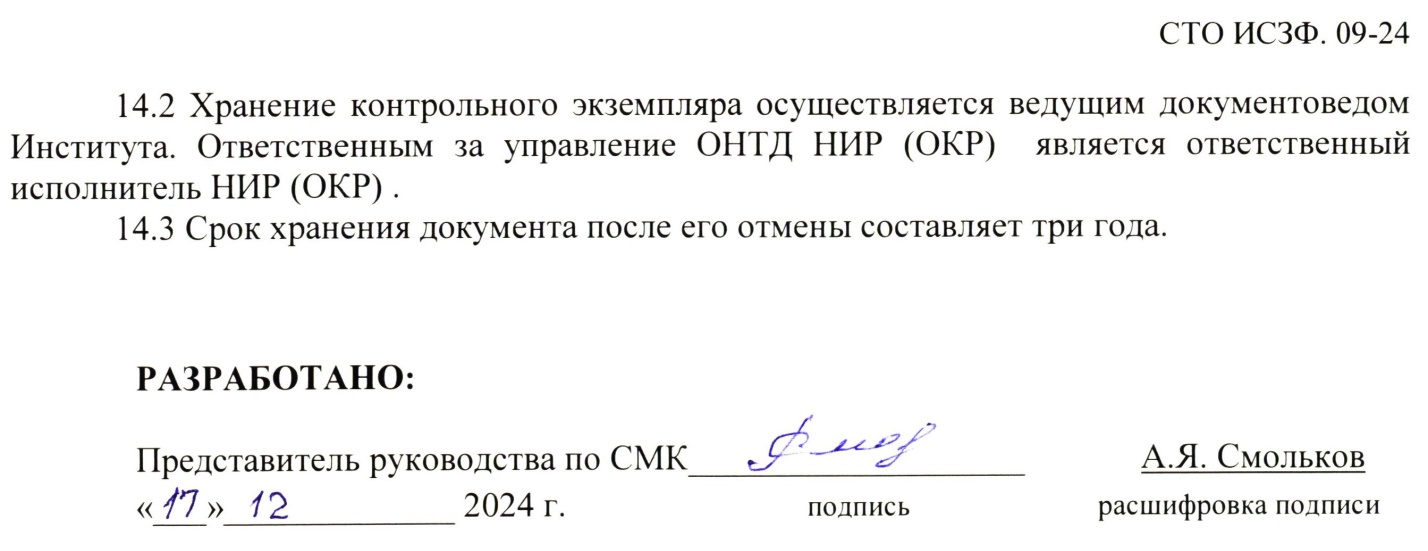 СТО ИСЗФ. 09-24
14.2 Хранение контрольного экземпляра осуществляется ведущим документоведом
Института. Ответственным за управление ОНТД НИР (ОКР) является ответственный
исполнитель НИР (ОКР) .
14.3 Срок хранения документа после его отмены составляет три года.
РАЗРАБОТАНО:
Представитель руководства по СМК А.Я. Смольков
«17» 12 2024 г. подпись расшифровка подписи